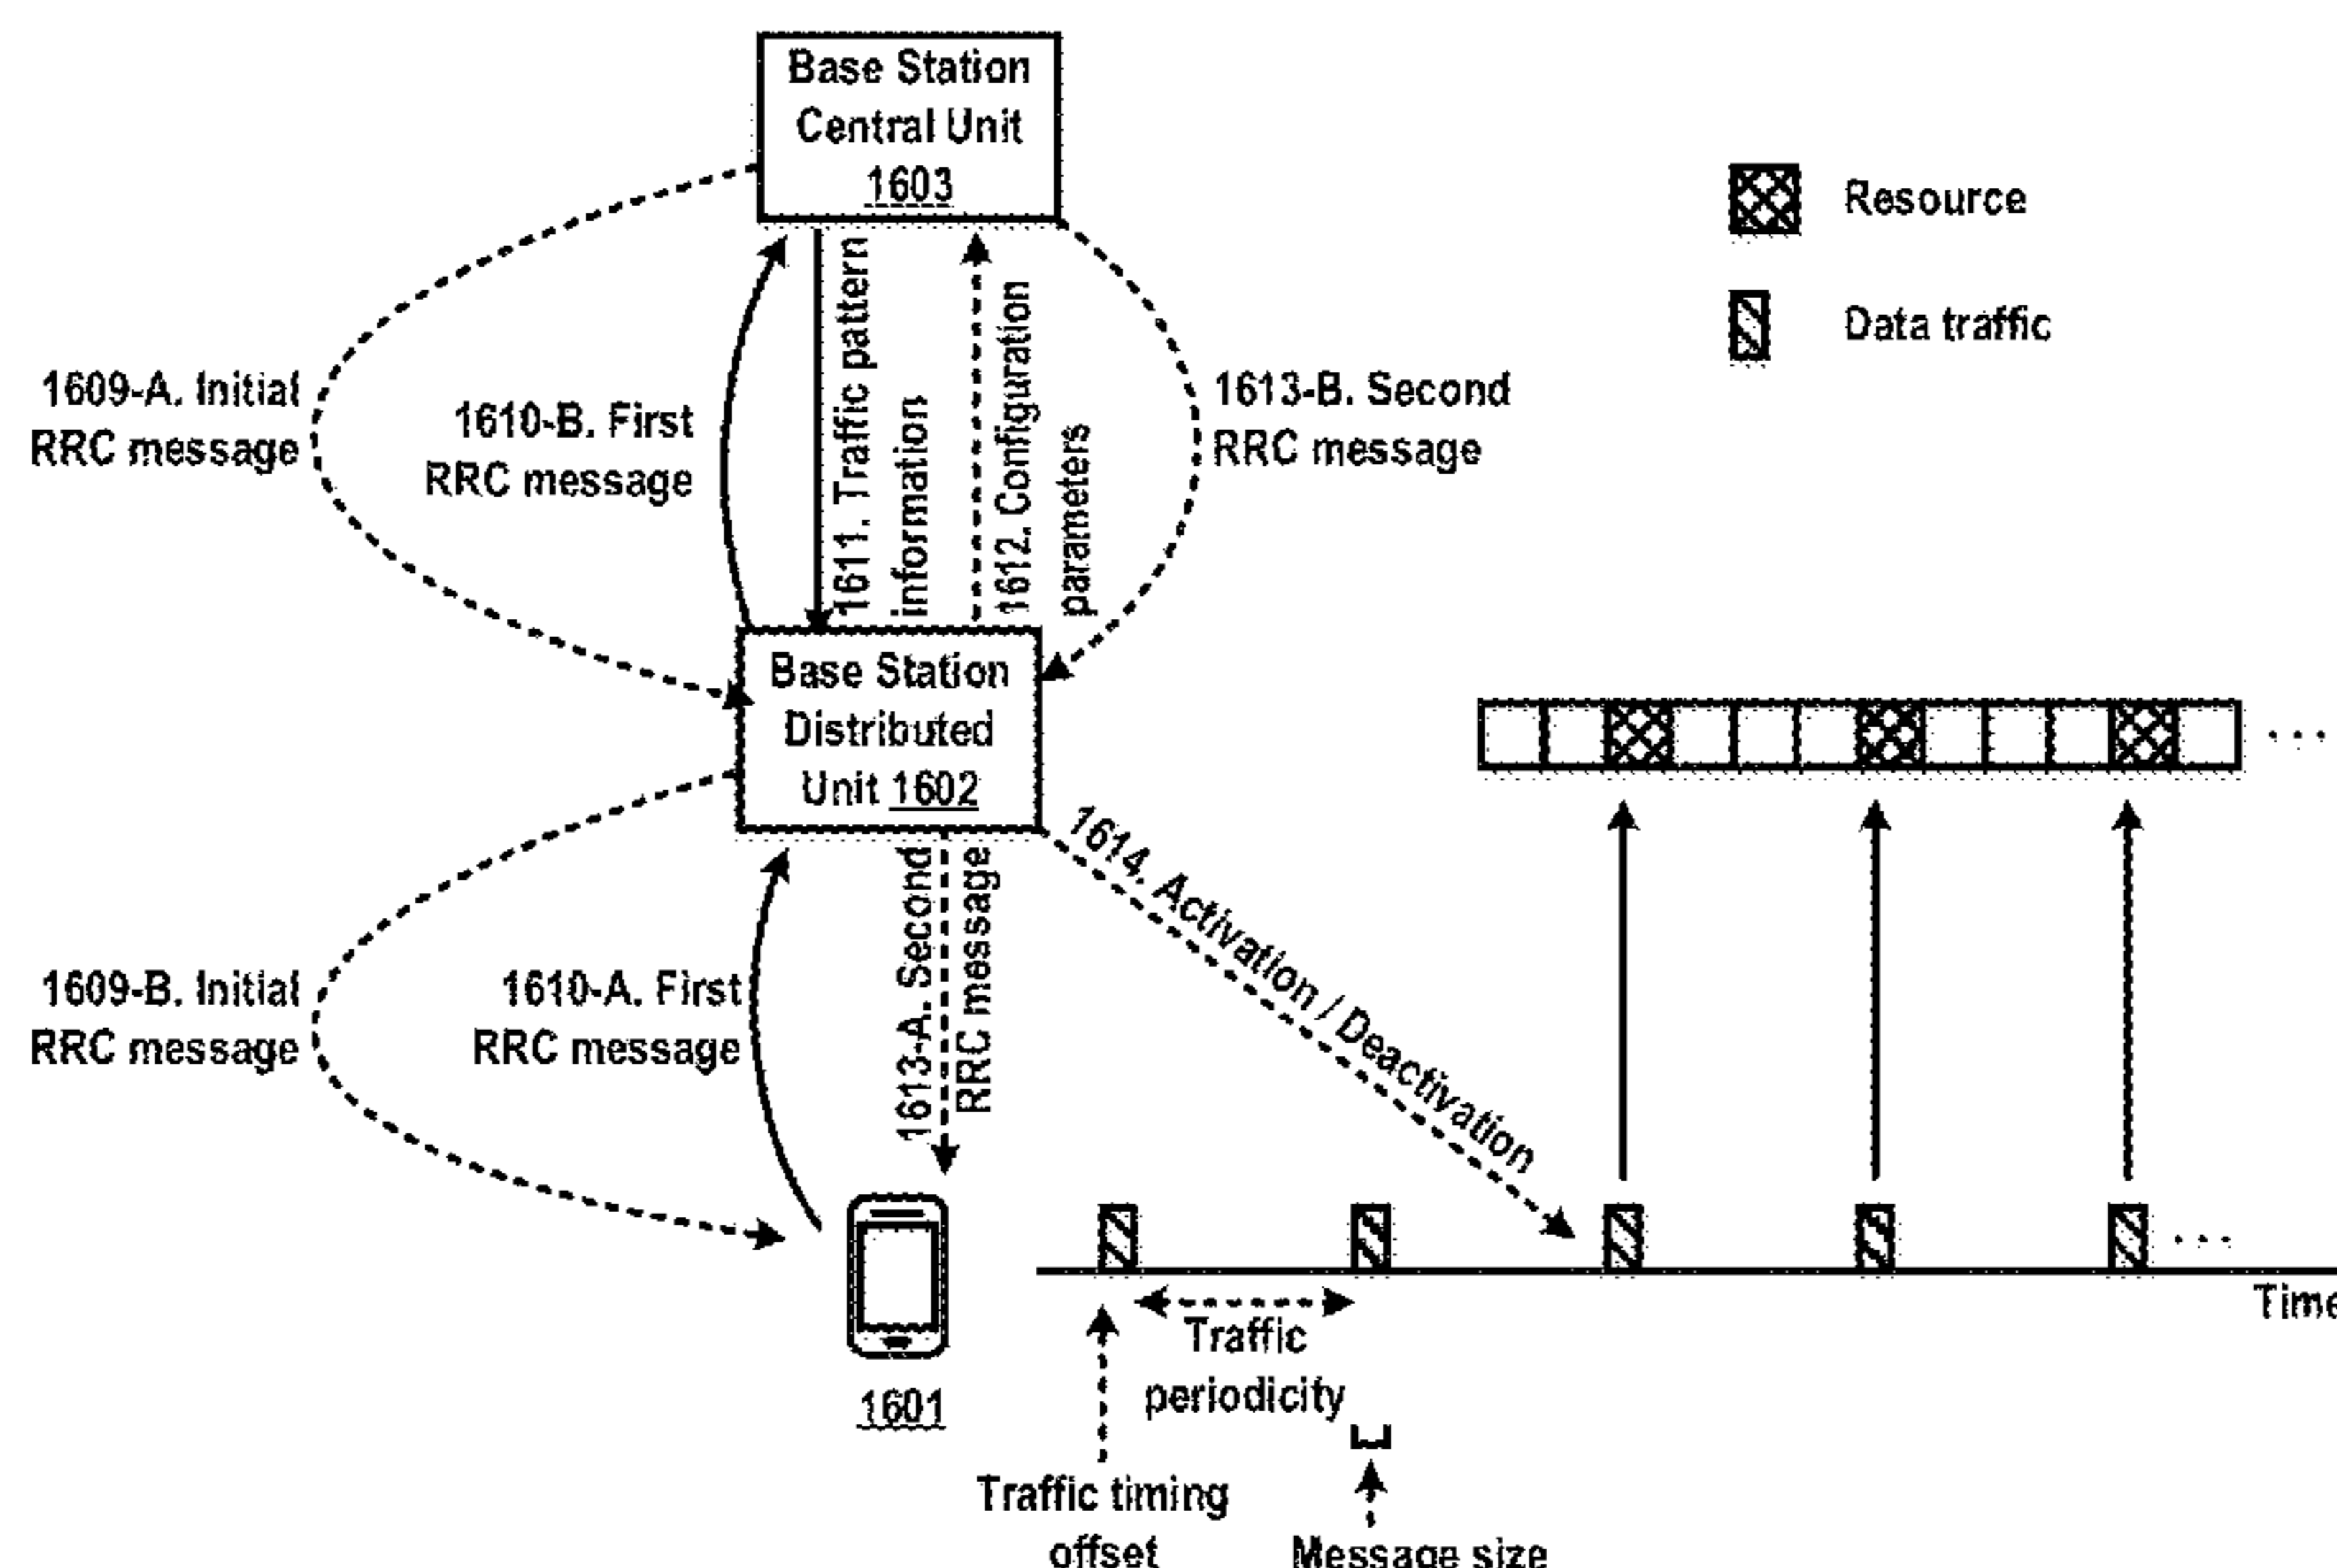 Base Station
Central Unit
1603
Resource
Data traffic
1609-A. Initial
RRC message
1610-B. First
RRC message
1611. Traffic pattern
information
1612. Configuration
parameters
1613-B. Second
RRC message
Base Station
Distributed
Unit 1602
...
1609-B. Initial
RRC message
1610-A. First
RRC message
1613-A. Second
RRC message
1614. Activation / Deactivation
...
Time
1601
Traffic
periodicity
Traffic timing
offset
Message size